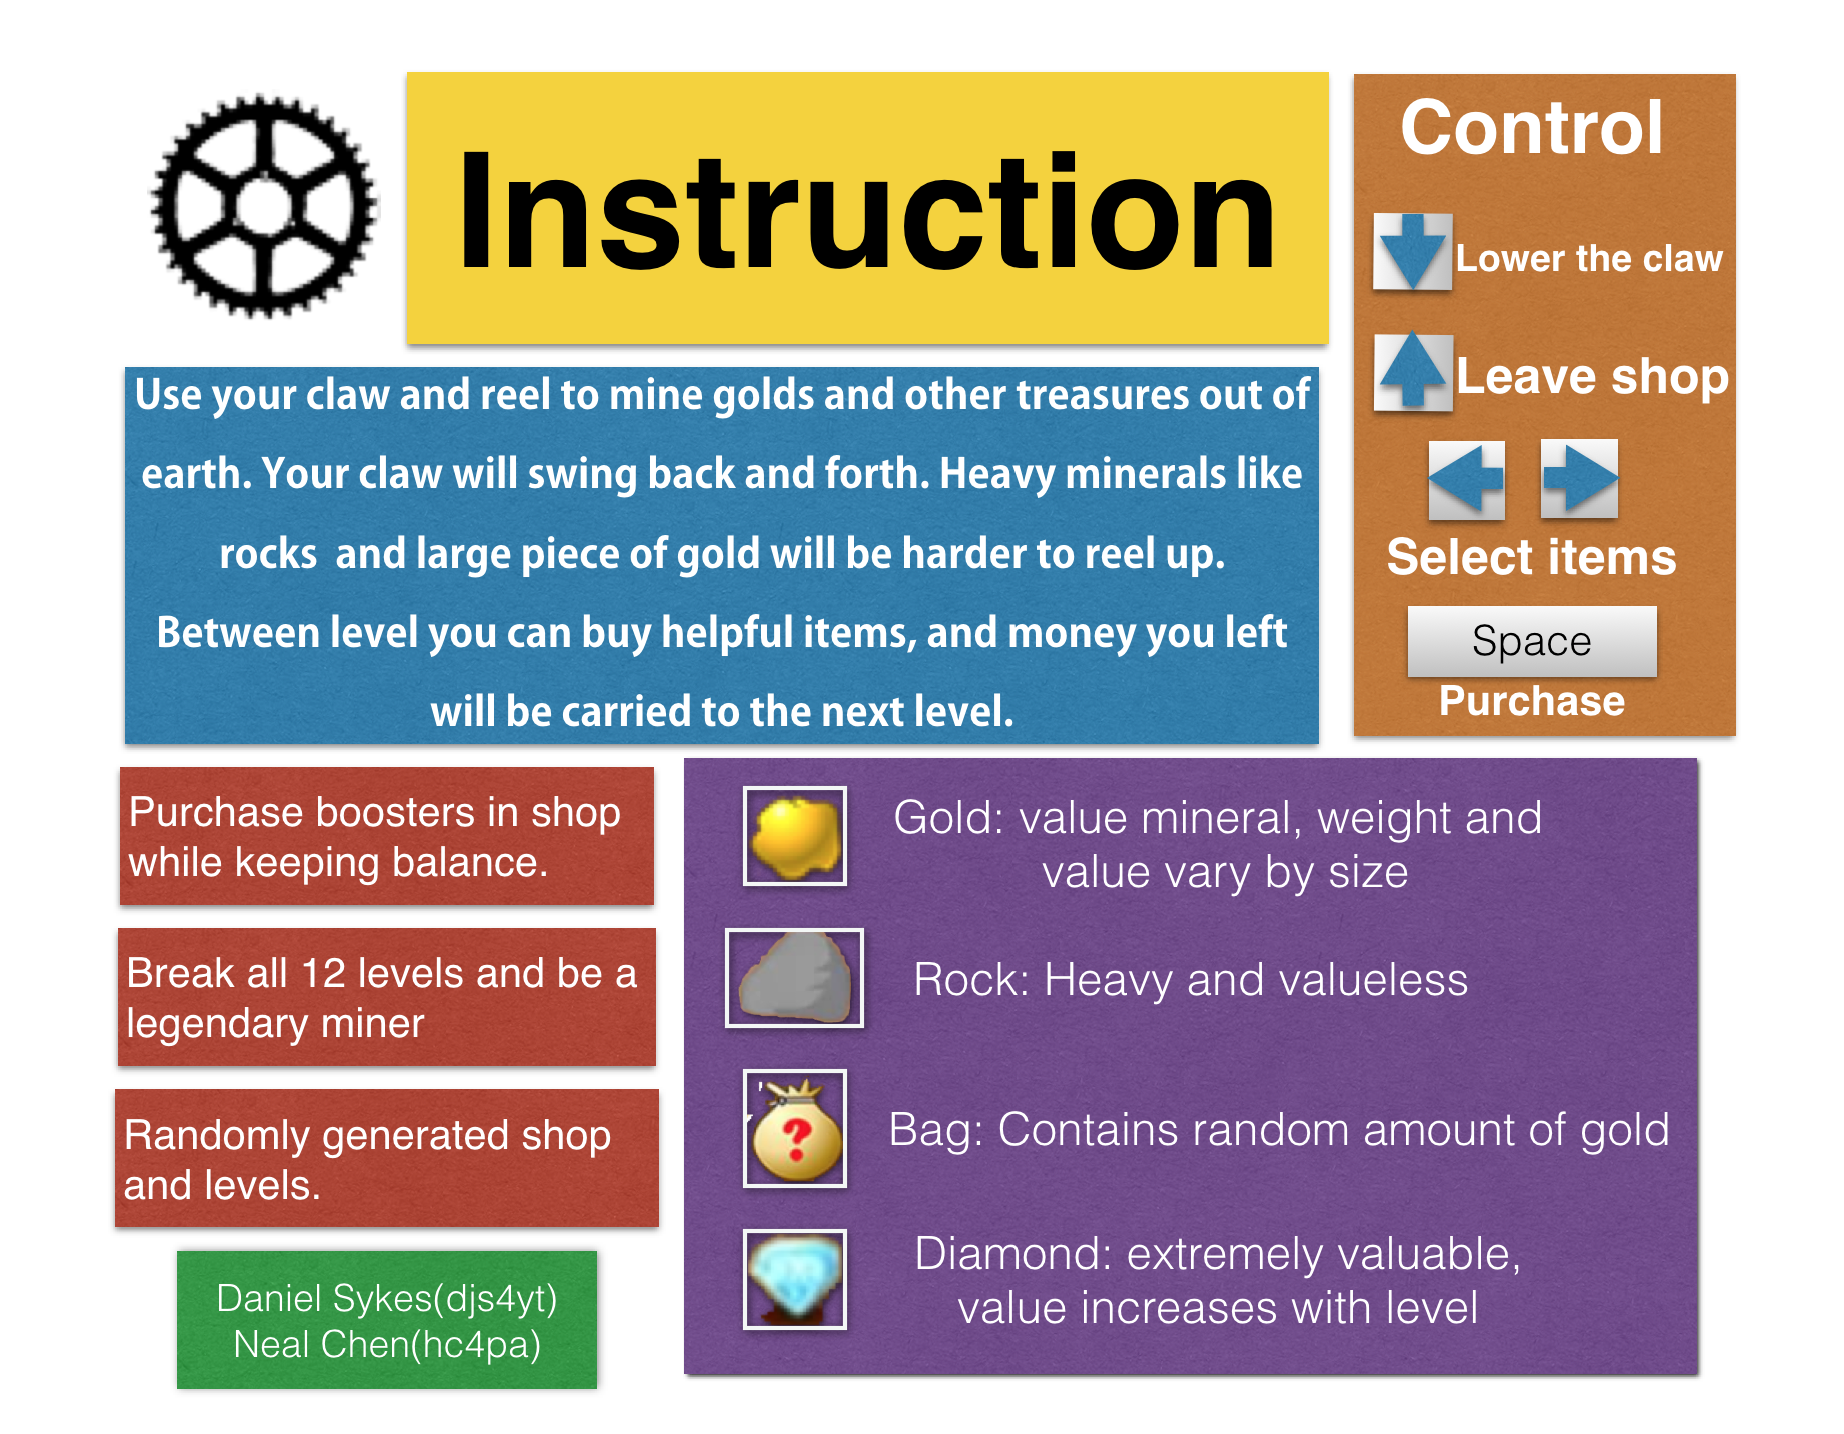 Instruction
Control
Lower the claw
Leave shop
Select items
Space
Purchase
Use your claw and reel to mine golds and other treasures out of
earth. Your claw will swing back and forth. Heavy minerals like
rocks  and large piece of gold will be harder to reel up.
Between level you can buy helpful items, and money you left
will be carried to the next level.
Purchase boosters in shop
while keeping balance.
Break all 12 levels and be a
legendary miner
Randomly generated shop
and levels.
Daniel Sykes(djs4yt)
Neal Chen(hc4pa)
Gold: value mineral, weight and
value vary by size
Rock: Heavy and valueless
?
Bag: Contains random amount of gold
Diamond: extremely valuable,
value increases with level